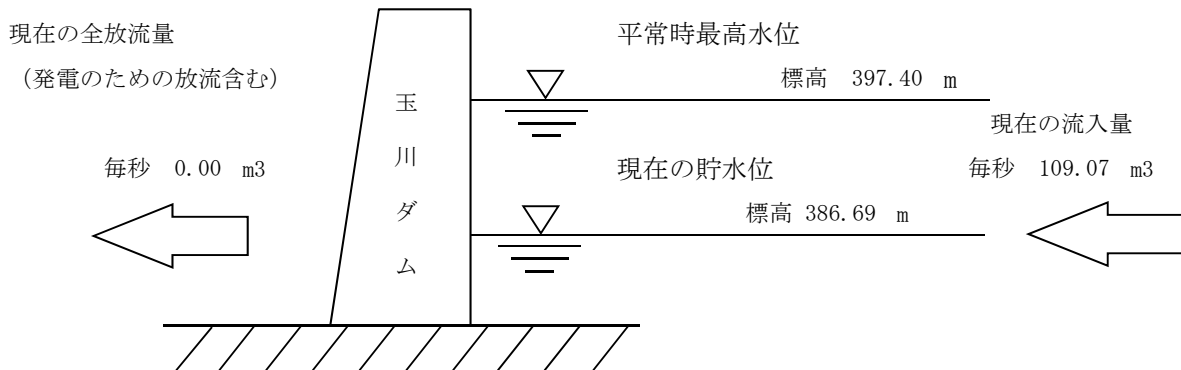 現在の全放流量
（発電のための放流含む）
毎秒　0.00　m3
玉川ダム
平常時最高水位
標高　397.40　m
現在の貯水位
標高 386.69　m
現在の流入量
毎秒　109.07　m3